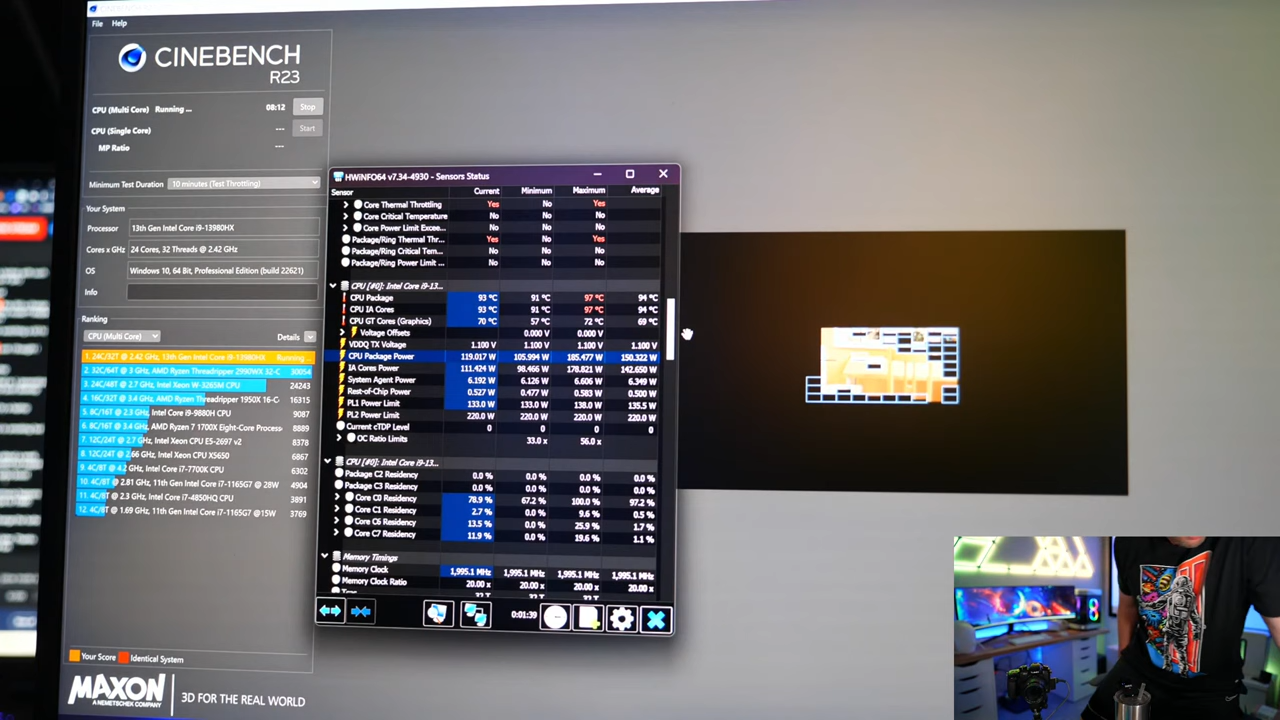 File Help
CINEBENCH
R23
CPU (Multi Core) Running ... 08:12 Stop
CPU (Single Core) --- Start
MP Ratio ---
Minimum Test Duration 10 minutes (Test Throttling)
Your System
Processor 13th Gen Intel Core i9-13980HX
Cores x GHz 24 Cores, 32 Threads @ 2.42 GHz
OS Windows 10, 64 Bit, Professional Edition (build 22621)
Info
Ranking
CPU (Multi Core) Details
1. 24C/32T @ 2.42 GHz, 13th Gen Intel Core i9-13980HX Running...
2. 32C/64T @ 3 GHz, AMD Ryzen Threadripper 2990WX 32-C 30054
3. 24C/48T @ 2.7 GHz, Intel Xeon W-3265M CPU 24243
4. 16C/32T @ 3.4 GHz, AMD Ryzen Threadripper 1950X 16-C 16315
5. 8C/16T @ 2.3 GHz, Intel Core i9-9880H CPU 9087
6. 8C/16T @ 3.4 GHz, AMD Ryzen 7 1700X Eight-Core Proces 8889
7. 12C/24T @ 2.7 GHz, Intel Xeon CPU E5-2697 v2 8378
8. 12C/24T @ 2.66 GHz, Intel Xeon CPU X5650 6867
9. 4C/8T @ 4.2 GHz, Intel Core i7-7700K CPU 6302
10. 4C/8T @ 2.81 GHz, 11th Gen Intel Core i7-1165G7 @ 28W 4904
11. 4C/8T @ 2.3 GHz, Intel Core i7-4850HQ CPU 3891
12. 4C/8T @ 1.69 GHz, 11th Gen Intel Core i7-1165G7 @15W 3769
Your Score Identical System
MAXON
A NEMETSCHEK COMPANY
3D FOR THE REAL WORLD
HWiNFO64 v7.34-4930 - Sensors Status
Sensor Current Minimum Maximum Average
Core Thermal Throttling Yes No Yes
Core Critical Temperature No No No
Core Power Limit Excee... No No No
Package/Ring Thermal Thr... Yes No Yes
Package/Ring Critical Tem... No No No
Package/Ring Power Limit ... No No No
CPU [#0]: Intel Core i9-13...
CPU Package 93 °C 91 °C 97 °C 94 °C
CPU IA Cores 93 °C 91 °C 97 °C 94 °C
CPU GT Cores (Graphics) 70 °C 57 °C 72 °C 69 °C
Voltage Offsets 0.000 V 0.000 V
VDDQ TX Voltage 1.100 V 1.100 V 1.100 V 1.100 V
CPU Package Power 119.017 W 105.994 W 185.477 W 150.322 W
IA Cores Power 111.424 W 98.466 W 178.821 W 142.650 W
System Agent Power 6.192 W 6.126 W 6.606 W 6.349 W
Rest-of-Chip Power 0.527 W 0.477 W 0.583 W 0.500 W
PL1 Power Limit 133.0 W 133.0 W 138.0 W
PL2 Power Limit 220.0 W 220.0 W 220.0 W 220.0 W
Current cTDP Level 0 0 0 0
OC Ratio Limits 33.0 x 56.0 x
CPU [#0]: Intel Core i9-13...
Package C2 Residency 0.0 % 0.0 % 0.0 % 0.0 %
Package C3 Residency 0.0 % 0.0 % 0.0 % 0.0 %
Core C0 Residency 78.9 % 67.2 % 100.0 % 97.2 %
Core C1 Residency 2.7 % 0.0 % 9.6 % 0.5 %
Core C6 Residency 13.5 % 0.0 % 25.9 % 1.7 %
Core C7 Residency 11.9 % 0.0 % 19.6 % 1.1 %
Memory Timings
Memory Clock 1,995.1 MHz 1,995.1 MHz 1,995.1 MHz 1,995.1 MHz
Memory Clock Ratio 20.00 x 20.00 x 20.00 x 20.00 x
0:01:39